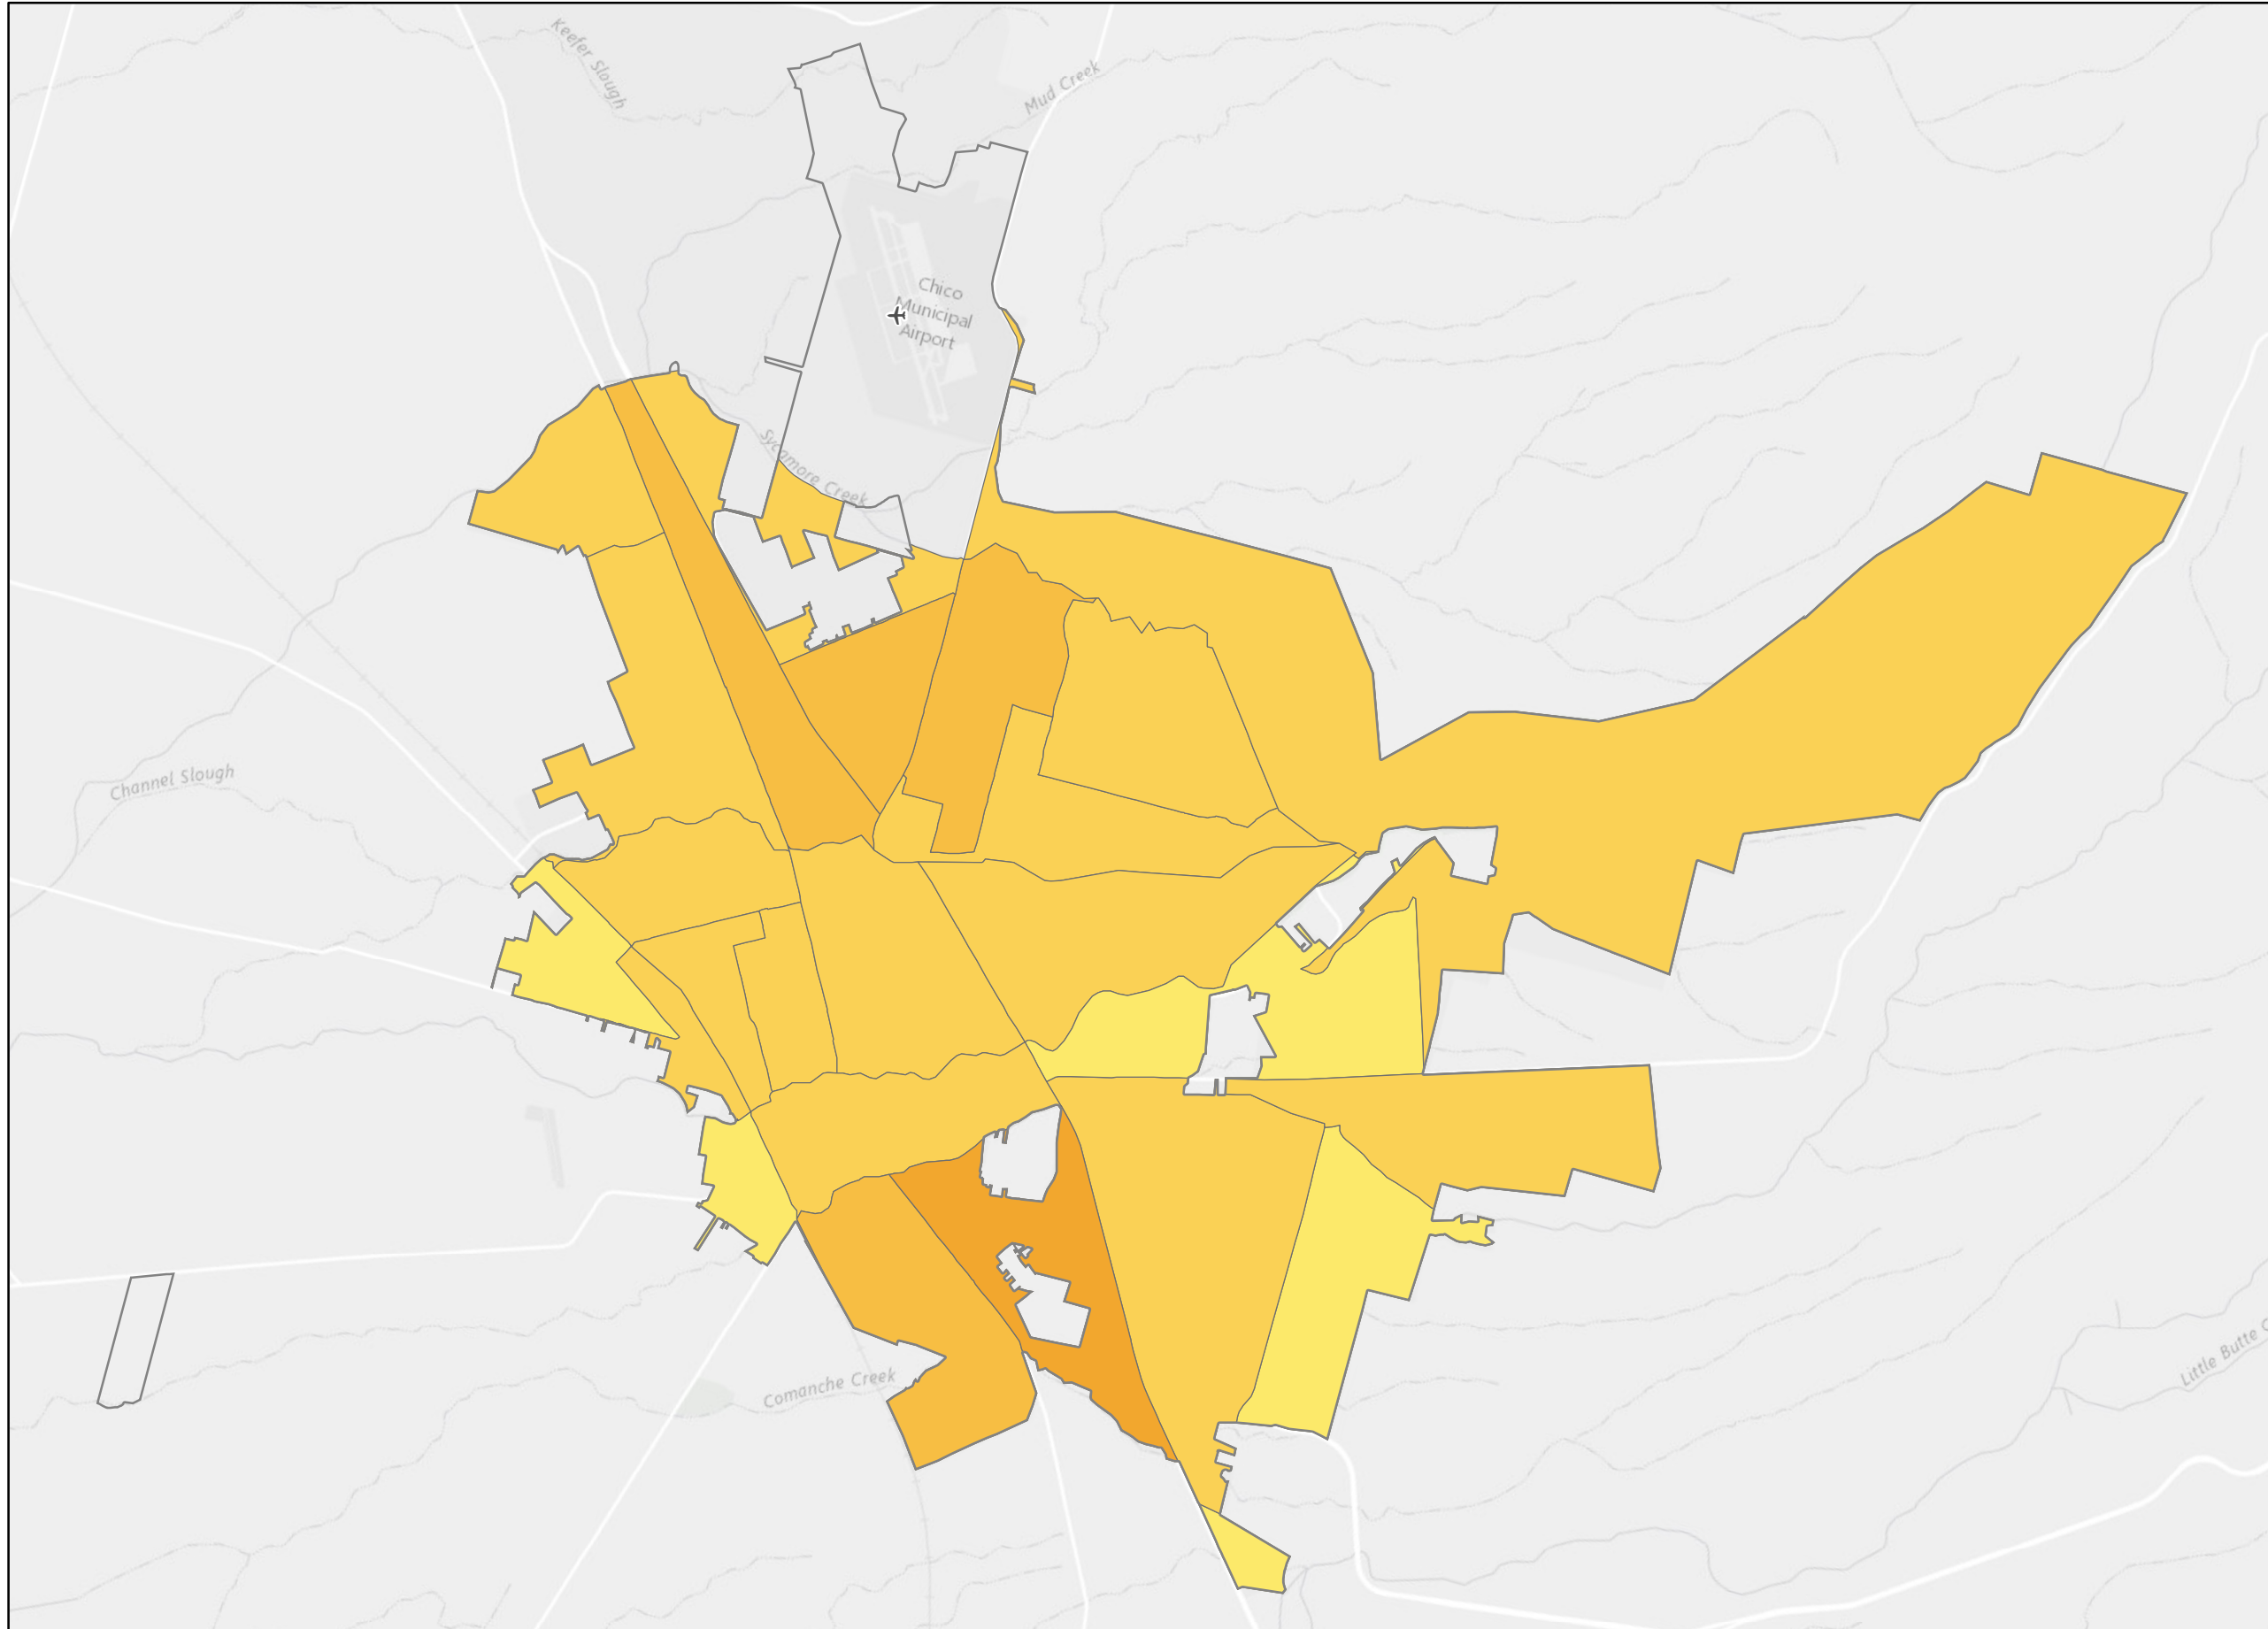 Keefer Slough
Mud Creek
Chico
Municipal
Airport
Sycamore Creek
Channel Slough
Comanche Creek
Little Butte C